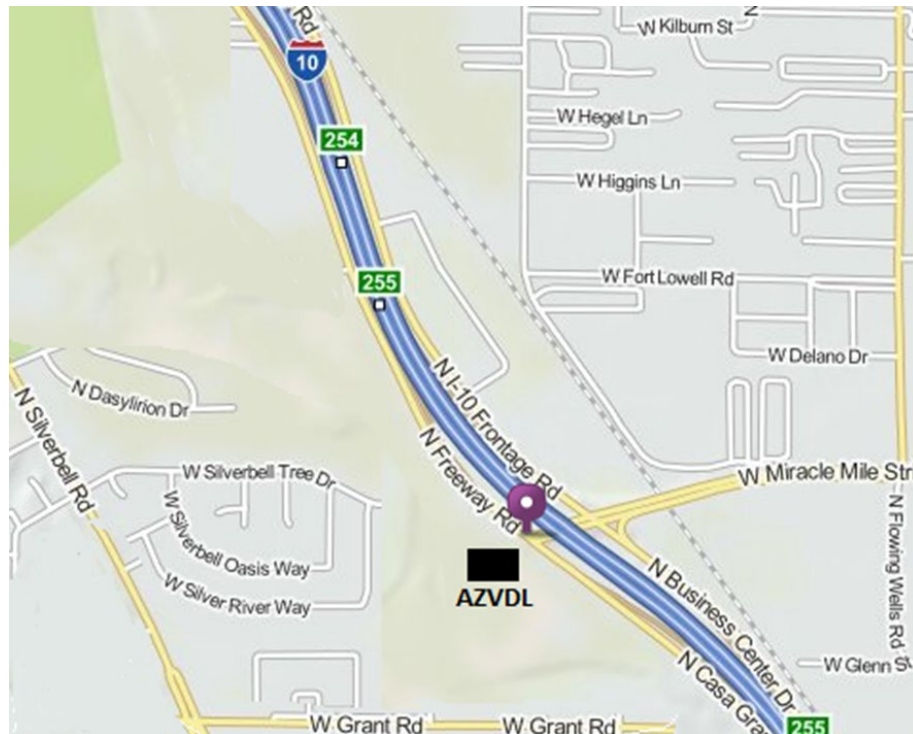 Rd
N
W Kilburn St
10
254
W Hegel Ln
W Higgins Ln
255
W Fort Lowell Rd
W Delano Dr
N I-10 Frontage Rd
N Dasylirion Dr
N Silverbell Rd
N Freeway Rd
W Silverbell Tree Dr
W Miracle Mile Str
W Silverbell Oasis Way
N Flowing Wells Rd
AZVDL
W Silver River Way
N Business Center Dr
N Casa Gra
W Glenn St
W Grant Rd
W Grant Rd
255